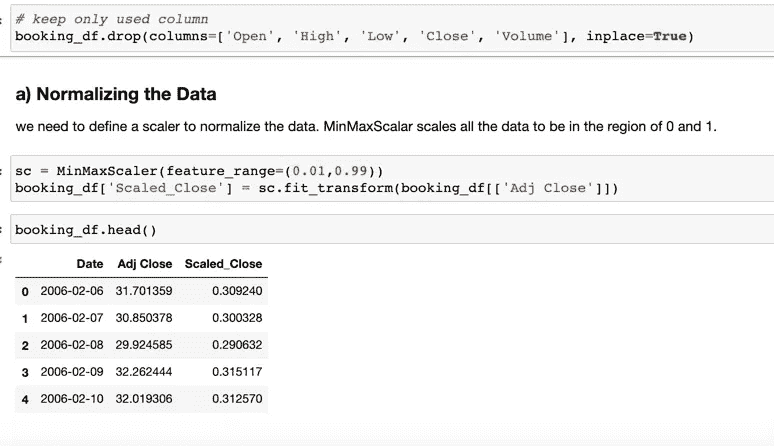 # keep only used column
booking_df.drop(columns=['Open', 'High', 'Low', 'Close', 'Volume'], inplace=True)
a) Normalizing the Data
we need to define a scaler to normalize the data. MinMaxScalar scales all the data to be in the region of 0 and 1.
sc = MinMaxScaler(feature_range=(0.01,0.99))
booking_df['Scaled_Close'] = sc.fit_transform(booking_df[['Adj Close']])
booking_df.head()
Date Adj Close Scaled_Close
0 2006-02-06 31.701359 0.309240
1 2006-02-07 30.850378 0.300328
2 2006-02-08 29.924585 0.290632
3 2006-02-09 32.262444 0.315117
4 2006-02-10 32.019306 0.312570